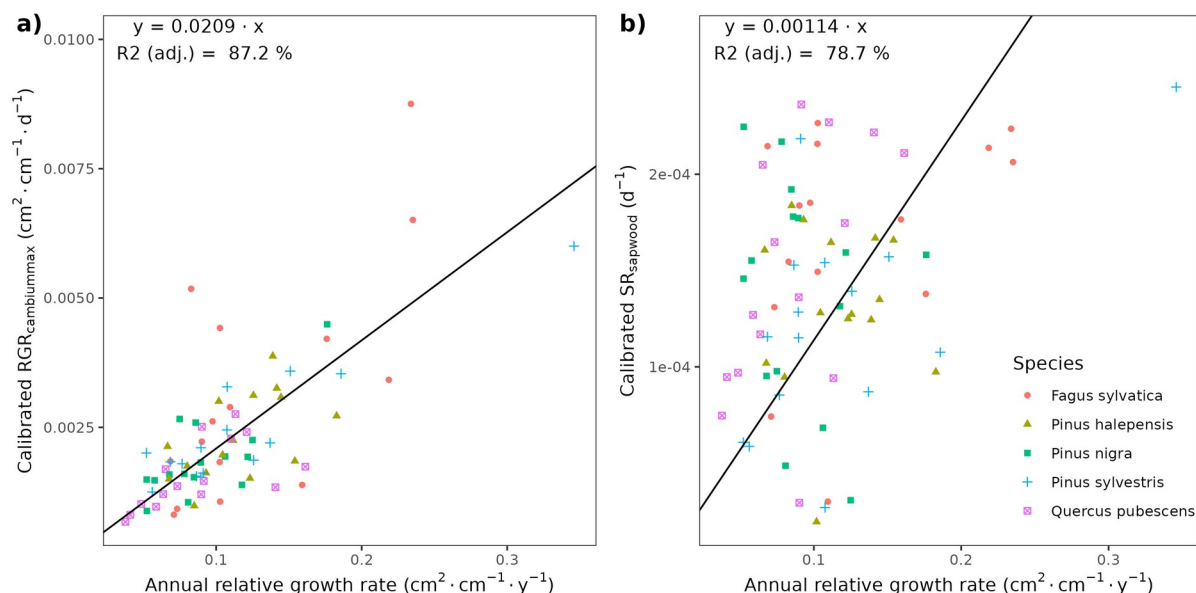 a)
y = 0.0209 · x
R2 (adj.) = 87.2 %
0.0100
0.0075
0.0050
0.0025
Calibrated RGRcambiummax (cm²·cm⁻¹·d⁻¹)
0.1
0.2
0.3
Annual relative growth rate (cm²·cm⁻¹·y⁻¹)
b)
y = 0.00114 · x
R2 (adj.) = 78.7 %
2e-04
1e-04
Calibrated SRsapwood (d⁻¹)
Species
Fagus sylvatica
Pinus halepensis
Pinus nigra
Pinus sylvestris
Quercus pubescens
0.1
0.2
0.3
Annual relative growth rate (cm²·cm⁻¹·y⁻¹)